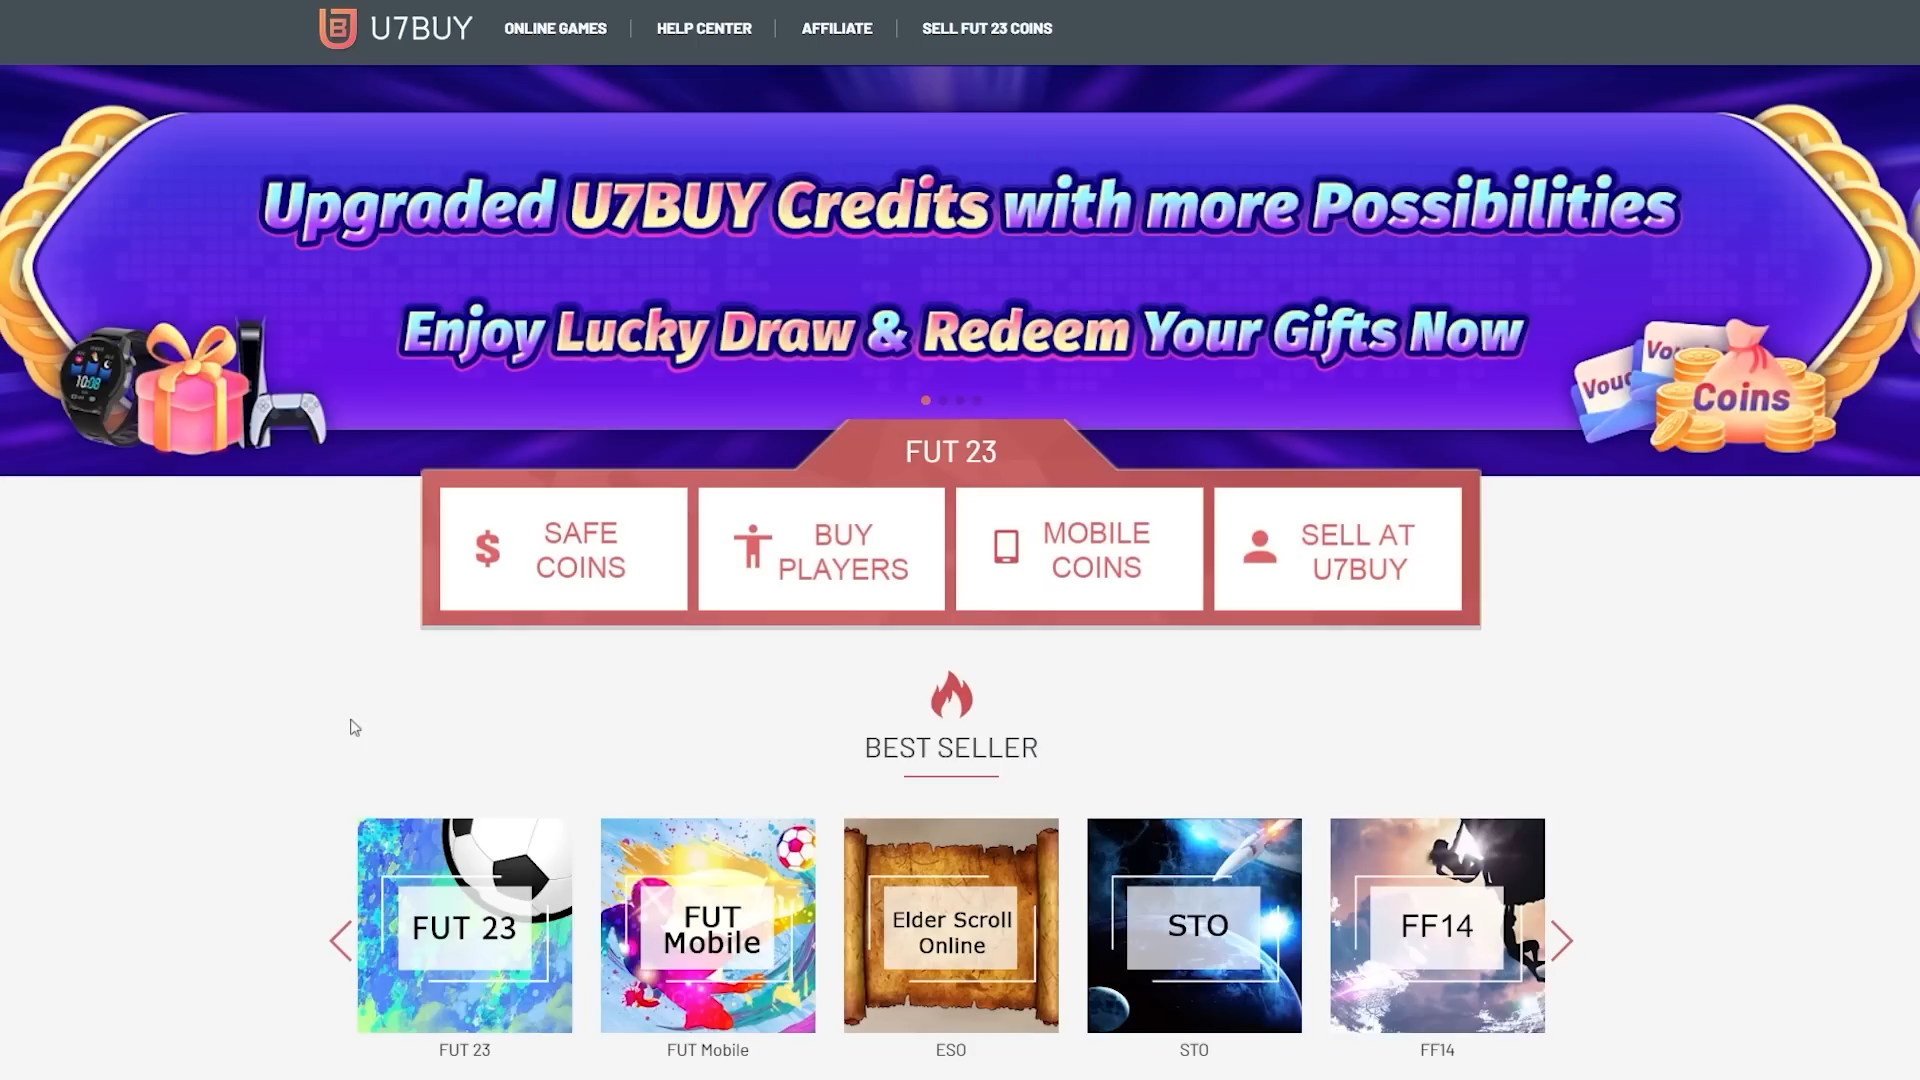 U7BUY
ONLINE GAMES
HELP CENTER
AFFILIATE
SELL FUT 23 COINS
Upgraded U7BUY Credits with more Possibilities
Enjoy Lucky Draw & Redeem Your Gifts Now
10:08
Coins
FUT 23
SAFE
COINS
BUY
PLAYERS
MOBILE
COINS
SELL AT
U7BUY
BEST SELLER
FUT 23
FUT
Mobile
Elder Scroll
Online
STO
FF14
FUT 23
FUT Mobile
ESO
STO
FF14